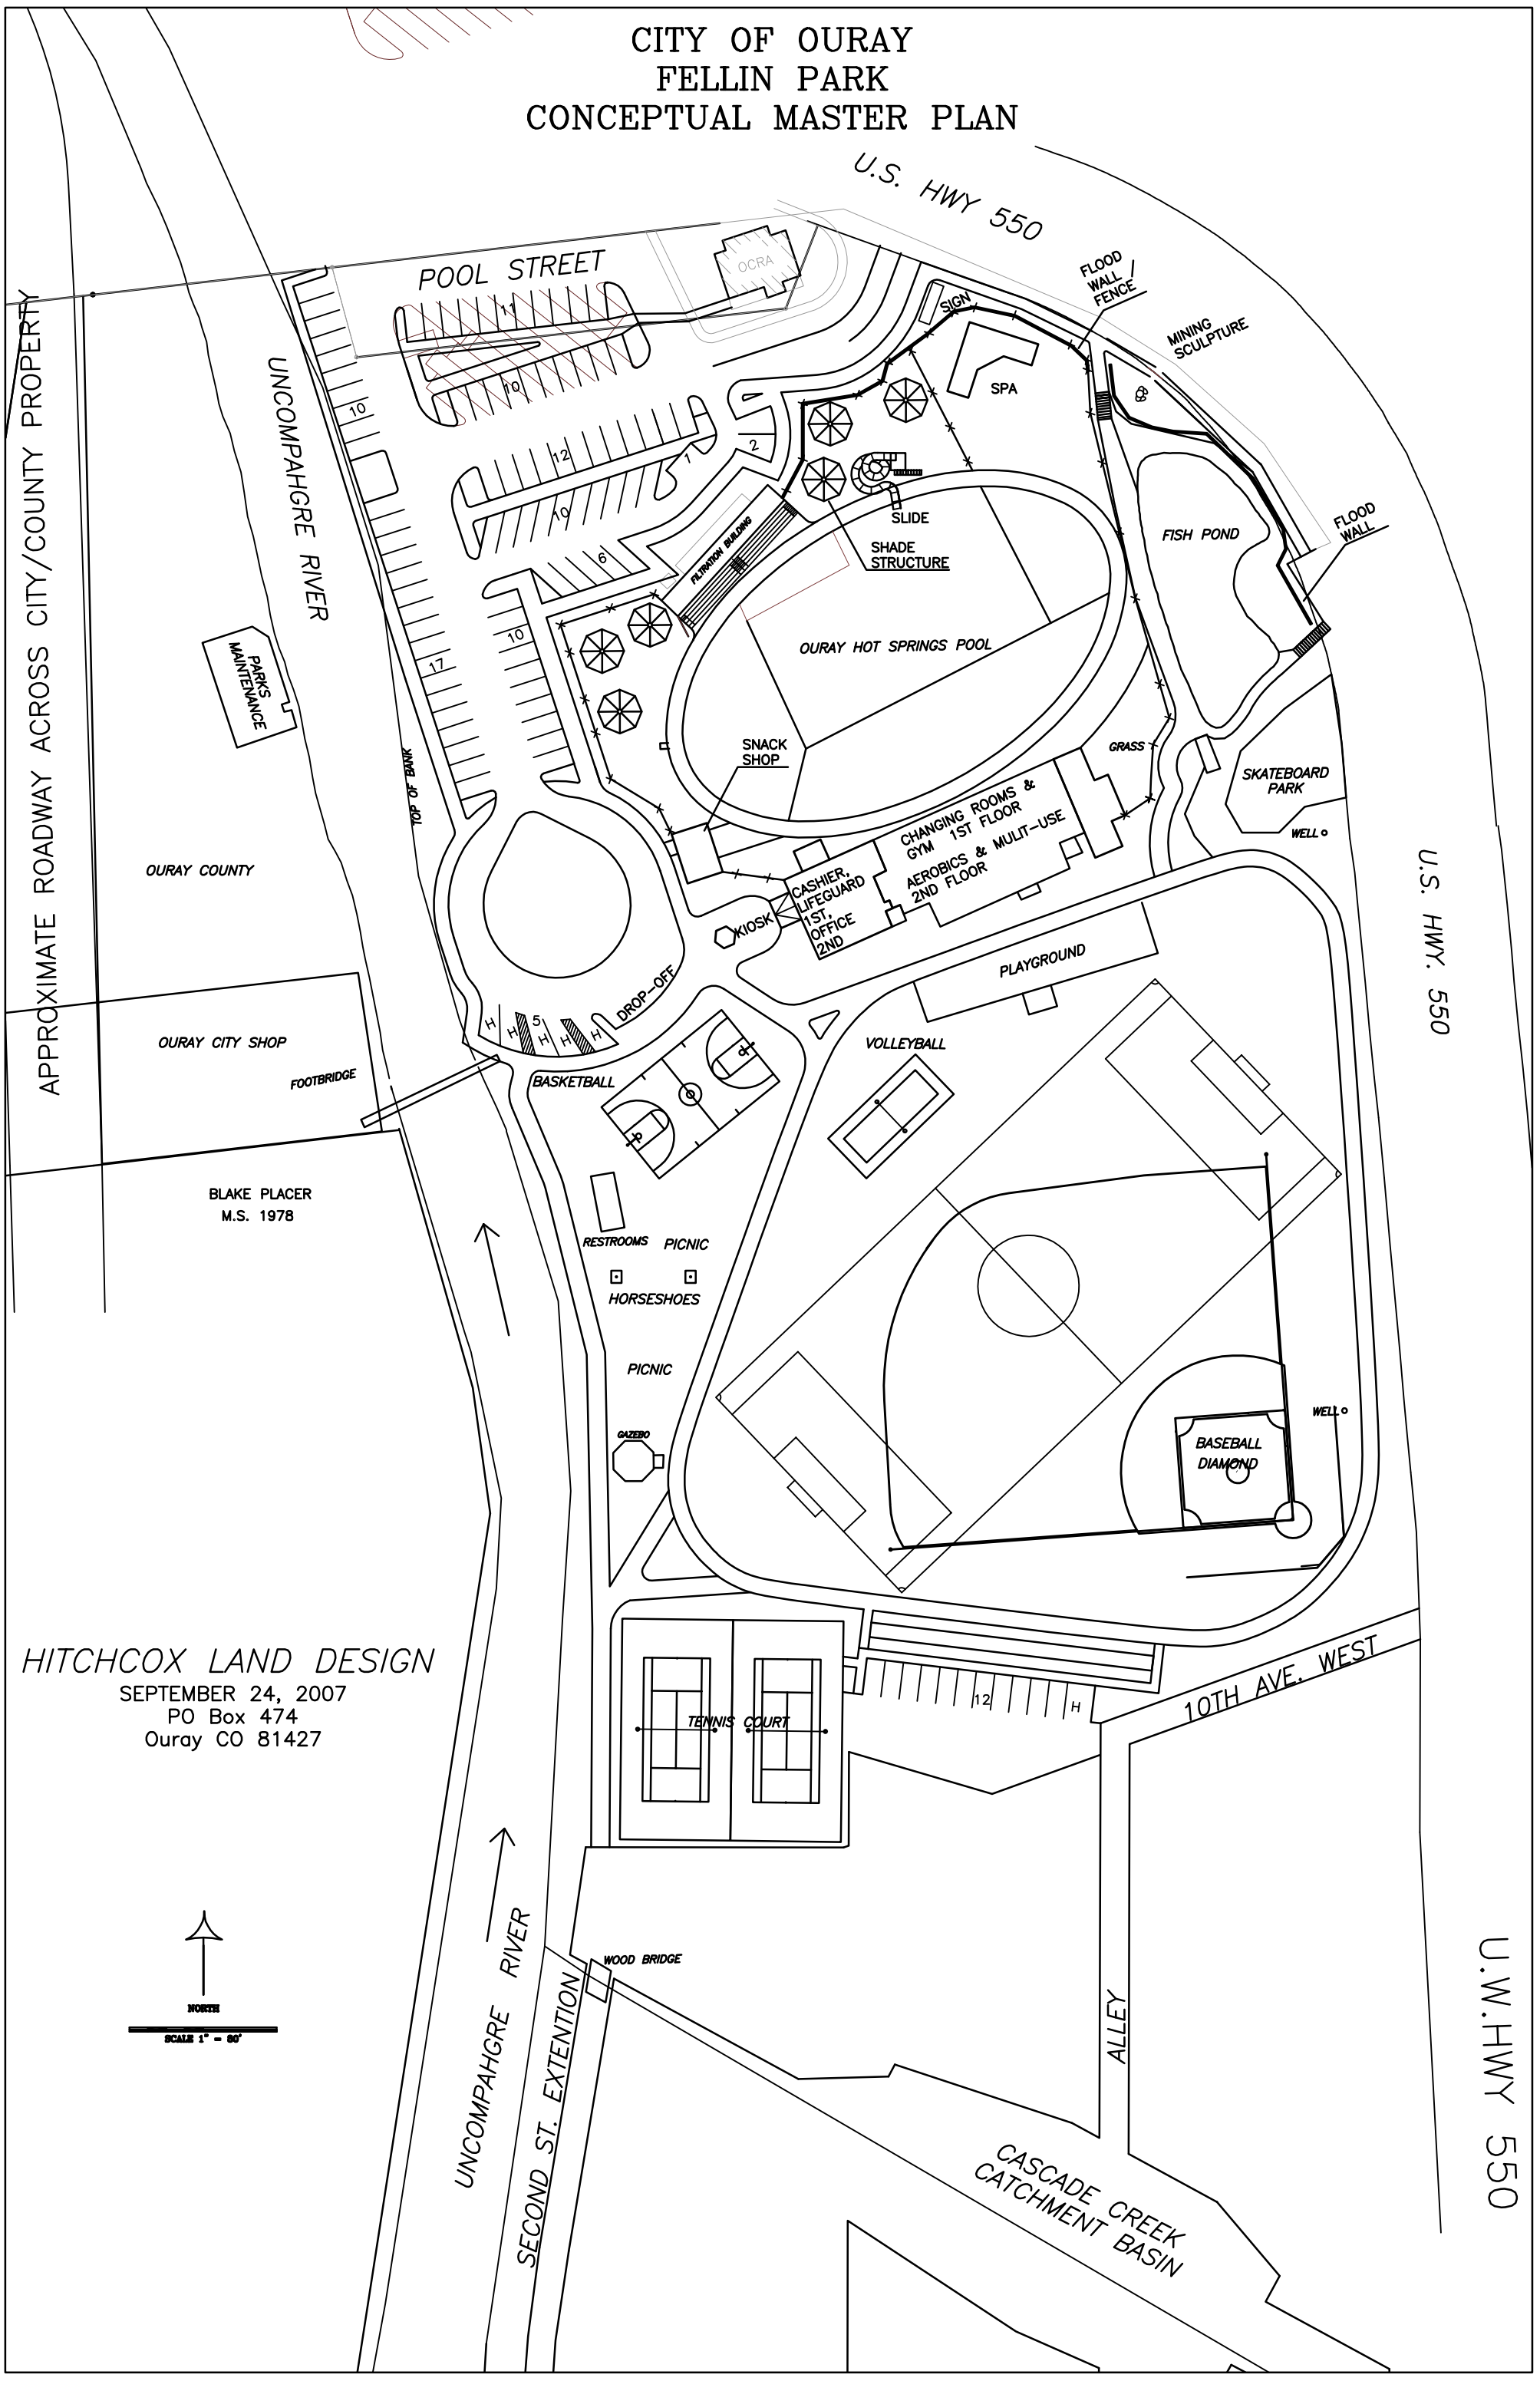 CITY OF OURAY
FELLIN PARK
CONCEPTUAL MASTER PLAN
U.S. HWY 550
POOL STREET
OCRA
SIGN
FLOOD
WALL /
FENCE
MINING
SCULPTURE
11
10
10
12
10
1
2
6
SPA
SLIDE
SHADE
STRUCTURE
FILTRATION BUILDING
FISH POND
FLOOD
WALL
UNCOMPAHGRE RIVER
APPROXIMATE ROADWAY ACROSS CITY/COUNTY PROPERTY
PARKS
MAINTENANCE
17
10
OURAY HOT SPRINGS POOL
TOP OF BANK
SNACK
SHOP
GRASS
SKATEBOARD
PARK
WELL
CHANGING ROOMS &
GYM 1ST FLOOR
AEROBICS & MULIT-USE
2ND FLOOR
CASHIER,
LIFEGUARD
1ST,
OFFICE
2ND
KIOSK
OURAY COUNTY
U.S. HWY. 550
PLAYGROUND
DROP-OFF
H
H
5
H
H
H
OURAY CITY SHOP
FOOTBRIDGE
BASKETBALL
VOLLEYBALL
BLAKE PLACER
M.S. 1978
RESTROOMS
PICNIC
HORSESHOES
PICNIC
GAZEBO
WELL
BASEBALL
DIAMOND
HITCHCOX LAND DESIGN
SEPTEMBER 24, 2007
PO Box 474
Ouray CO 81427
TENNIS COURT
12
H
10TH AVE. WEST
NORTH
SCALE 1" = 80'
UNCOMPAHGRE RIVER
WOOD BRIDGE
SECOND ST. EXTENTION
ALLEY
U.W.HWY 550
CASCADE CREEK
CATCHMENT BASIN